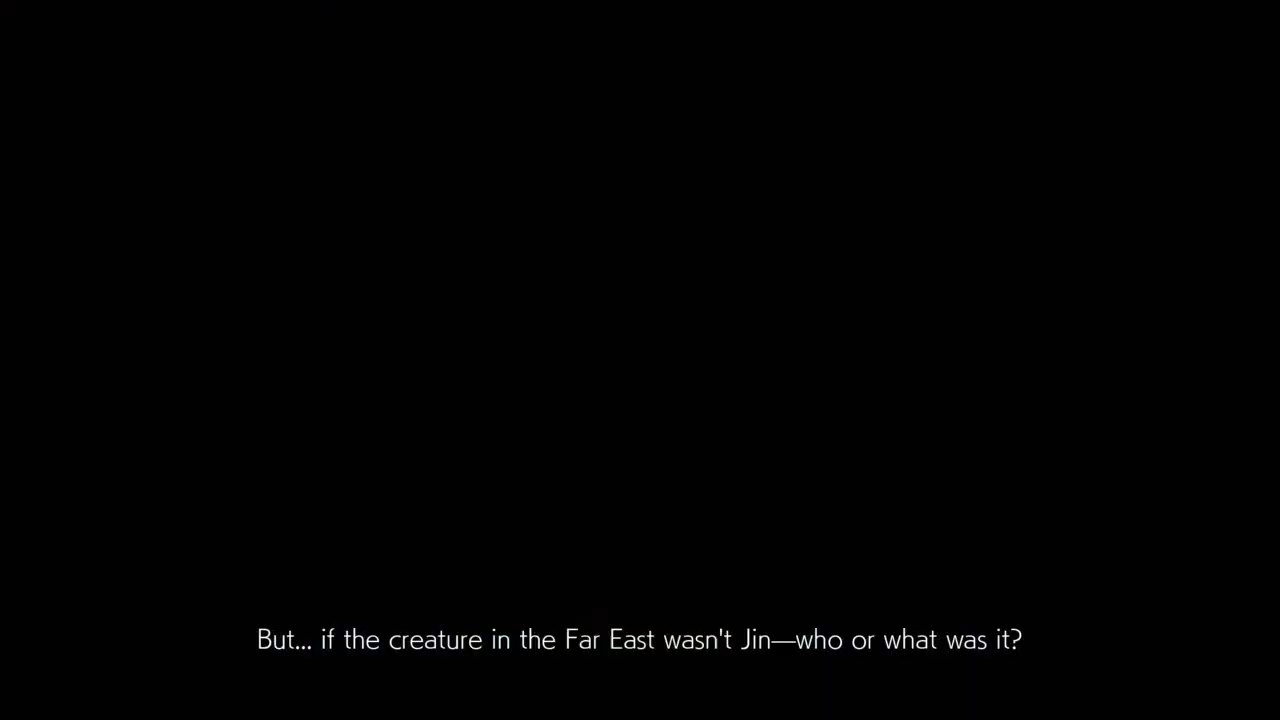 But... if the creature in the Far East wasn't Jin—who or what was it?